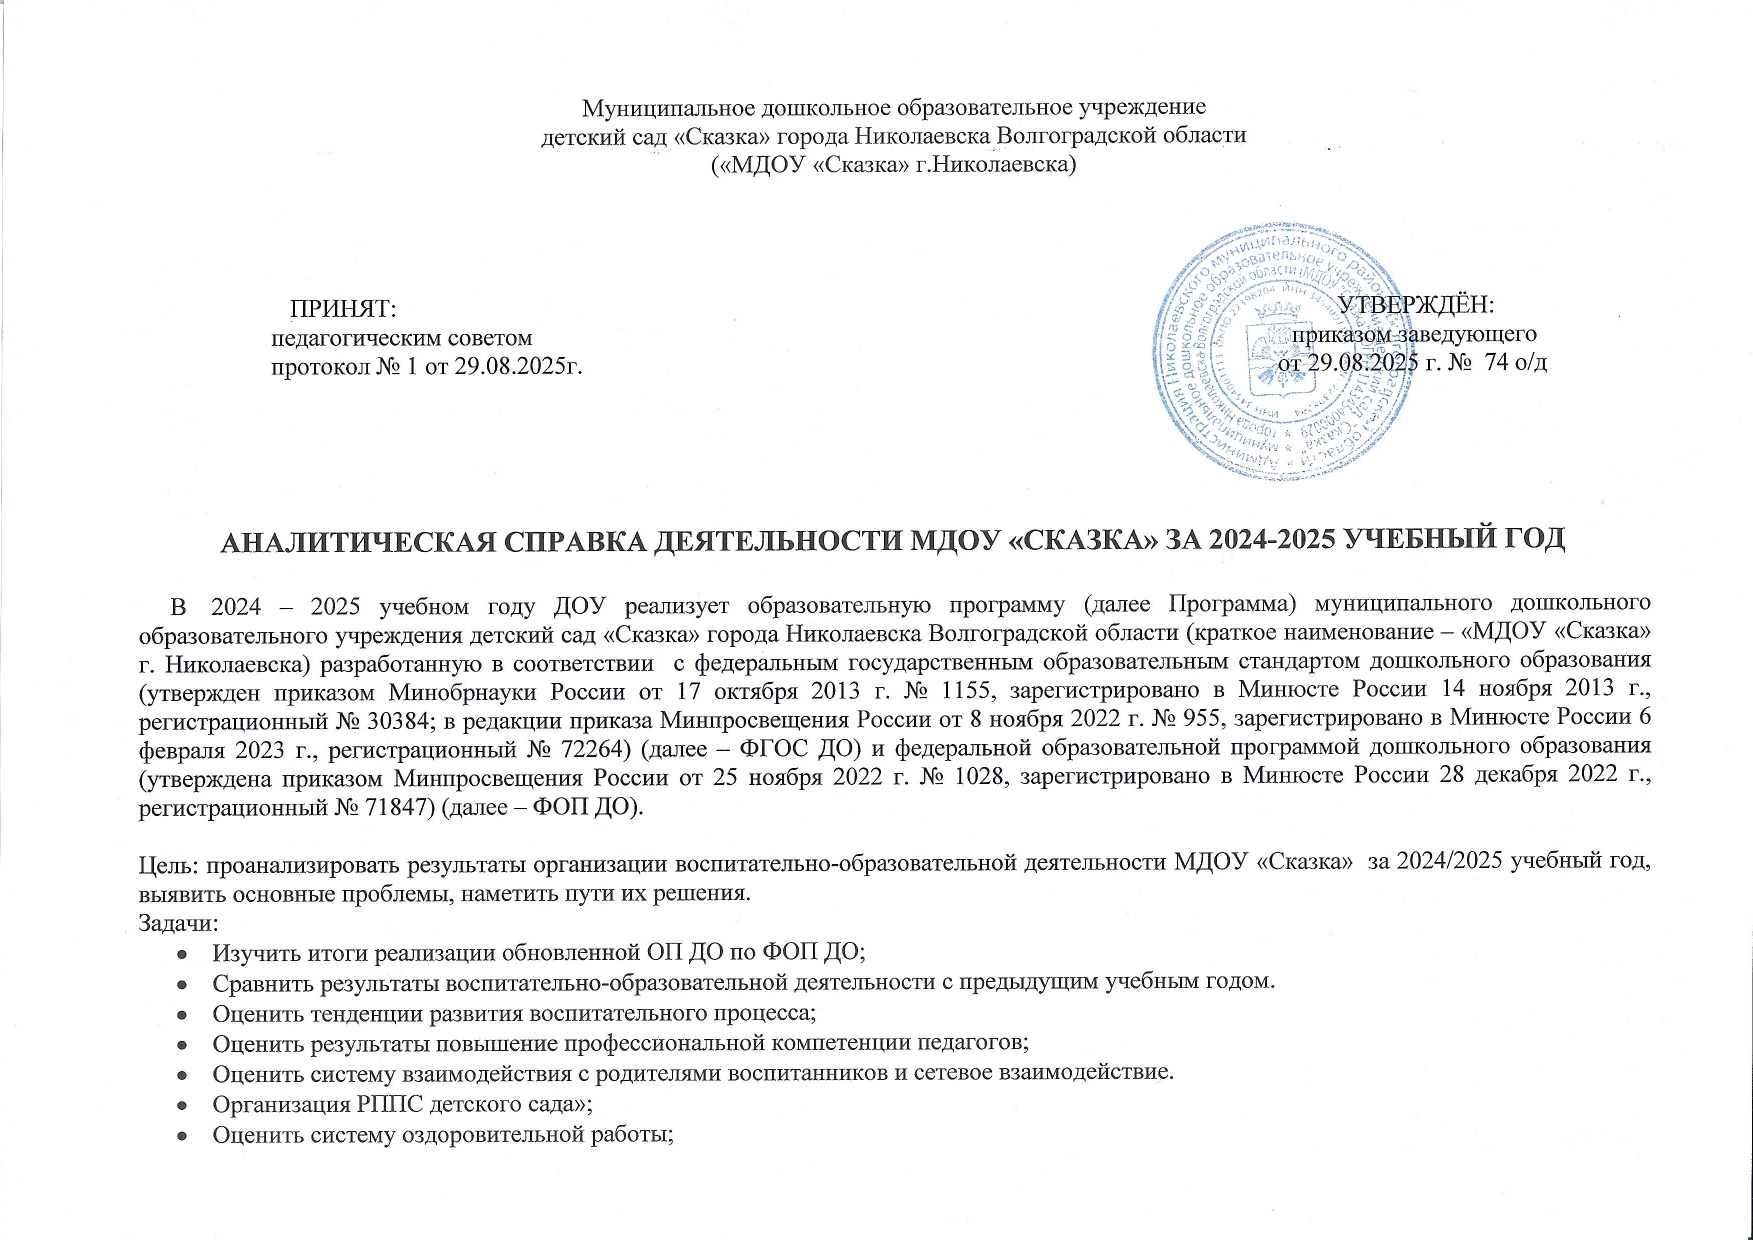 Муниципальное дошкольное образовательное учреждение
детский сад «Сказка» города Николаевска Волгоградской области
(«МДОУ «Сказка» г.Николаевска)
ПРИНЯТ:
педагогическим советом
протокол № 1 от 29.08.2025г.
УТВЕРЖДЁН:
приказом заведующего
от 29.08.2025 г. № 74 о/д
АНАЛИТИЧЕСКАЯ СПРАВКА ДЕЯТЕЛЬНОСТИ МДОУ «СКАЗКА» ЗА 2024-2025 УЧЕБНЫЙ ГОД
В 2024 – 2025 учебном году ДОУ реализует образовательную программу (далее Программа) муниципального дошкольного
образовательного учреждения детский сад «Сказка» города Николаевска Волгоградской области (краткое наименование – «МДОУ «Сказка»
г. Николаевска) разработанную в соответствии с федеральным государственным образовательным стандартом дошкольного образования
(утвержден приказом Минобрнауки России от 17 октября 2013 г. № 1155, зарегистрировано в Минюсте России 14 ноября 2013 г.,
регистрационный № 30384; в редакции приказа Минпросвещения России от 8 ноября 2022 г. № 955, зарегистрировано в Минюсте России 6
февраля 2023 г., регистрационный № 72264) (далее – ФГОС ДО) и федеральной образовательной программой дошкольного образования
(утверждена приказом Минпросвещения России от 25 ноября 2022 г. № 1028, зарегистрировано в Минюсте России 28 декабря 2022 г.,
регистрационный № 71847) (далее – ФОП ДО).
Цель: проанализировать результаты организации воспитательно-образовательной деятельности МДОУ «Сказка» за 2024/2025 учебный год,
выявить основные проблемы, наметить пути их решения.
Задачи:
• Изучить итоги реализации обновленной ОП ДО по ФОП ДО;
• Сравнить результаты воспитательно-образовательной деятельности с предыдущим учебным годом.
• Оценить тенденции развития воспитательного процесса;
• Оценить результаты повышение профессиональной компетенции педагогов;
• Оценить систему взаимодействия с родителями воспитанников и сетевое взаимодействие.
• Организация РППС детского сада»;
• Оценить систему оздоровительной работы;